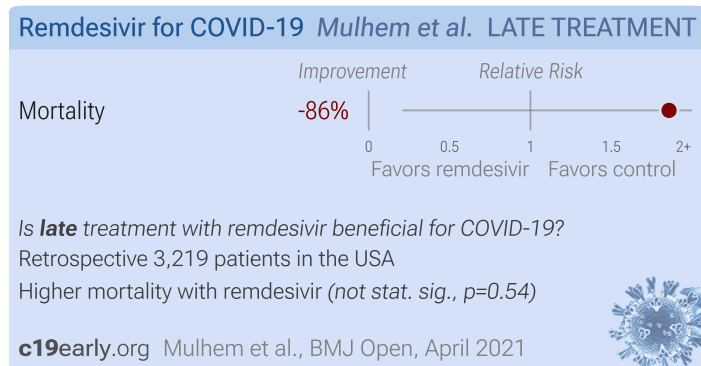 Remdesivir for COVID-19 Mulhem et al. LATE TREATMENT
Improvement Relative Risk
Mortality -86%
0 0.5 1 1.5 2+
Favors remdesivir Favors control
Is late treatment with remdesivir beneficial for COVID-19?
Retrospective 3,219 patients in the USA
Higher mortality with remdesivir (not stat. sig., p=0.54)
c19early.org Mulhem et al., BMJ Open, April 2021